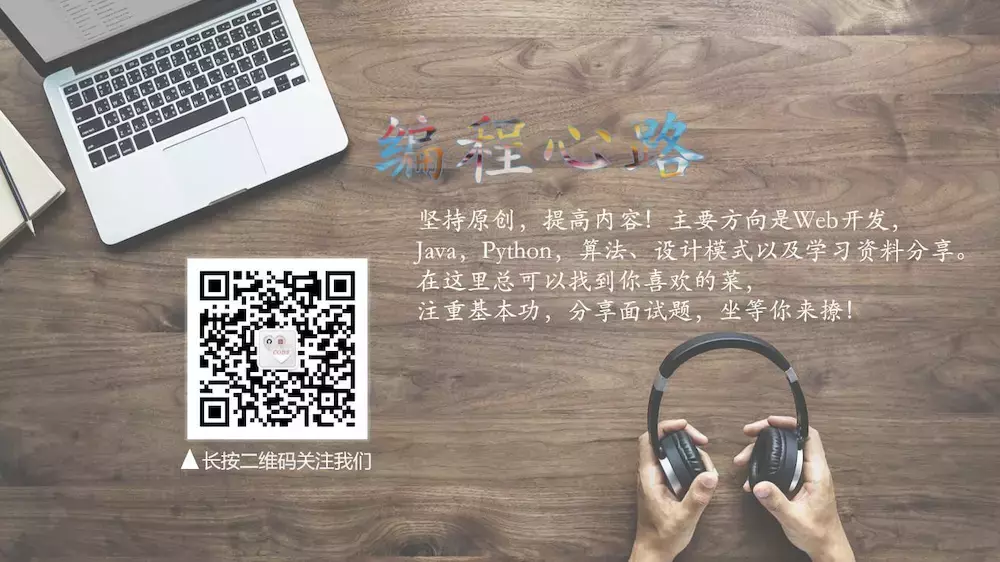 编程心路
坚持原创，提高内容！主要方向是Web开发，
Java，Python，算法、设计模式以及学习资料分享。
在这里总可以找到你喜欢的菜，
注重基本功，分享面试题，坐等你来撩！
▲长按二维码关注我们